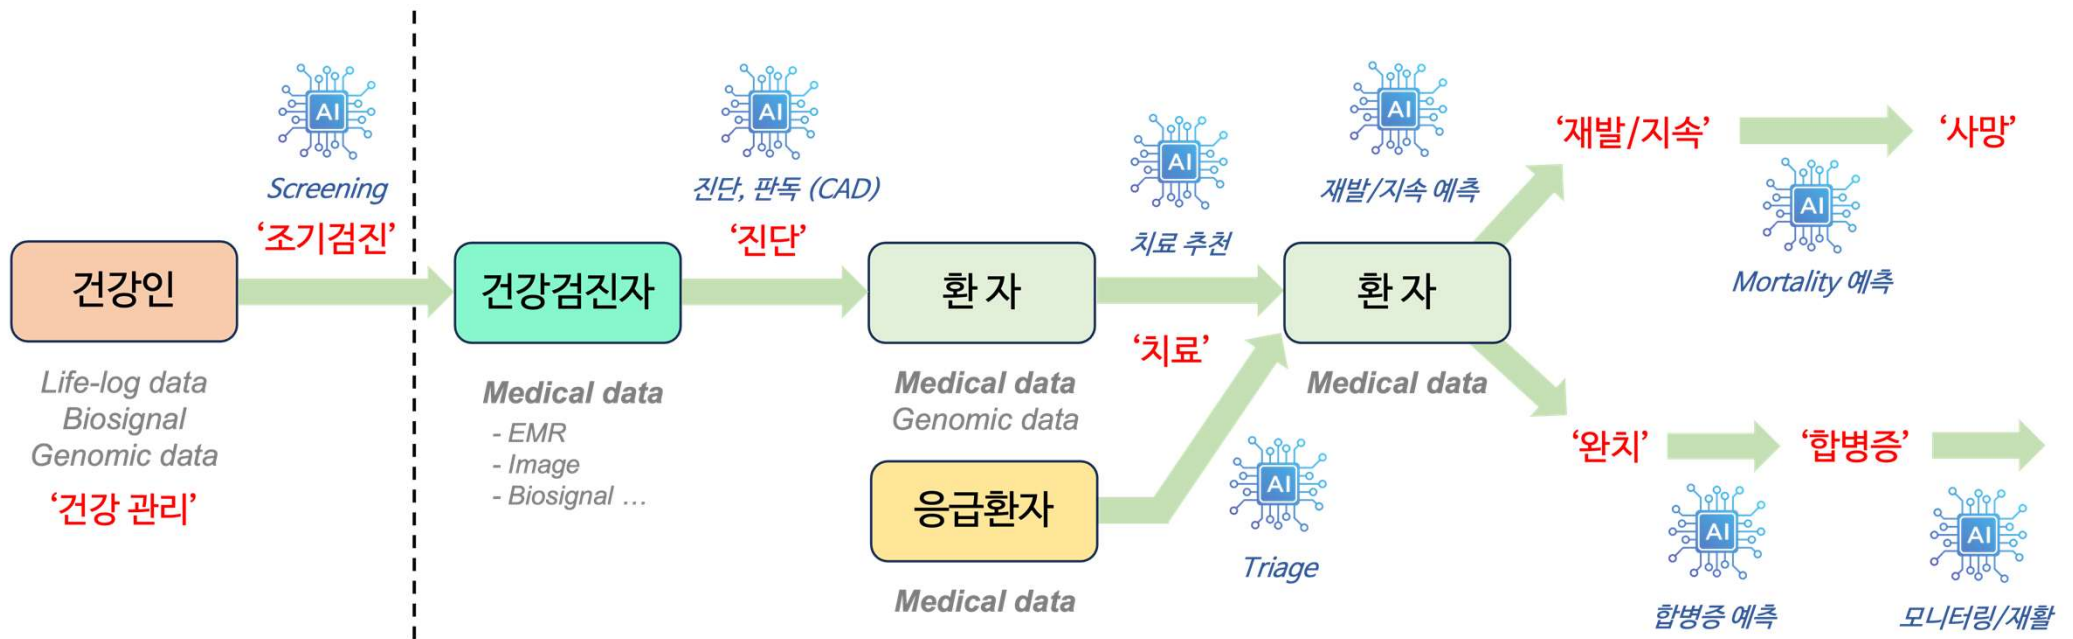 AI
Screening
'조기검진'
건강인
Life-log data
Biosignal
Genomic data
'건강 관리'
AI
진단, 판독 (CAD)
'진단'
건강검진자
Medical data
- EMR
- Image
- Biosignal ...
환 자
Medical data
Genomic data
응급환자
Medical data
AI
치료 추천
'치료'
AI
Triage
AI
재발/지속 예측
환 자
Medical data
'재발/지속'
'사망'
AI
Mortality 예측
'완치'
'합병증'
AI
합병증 예측
AI
모니터링/재활